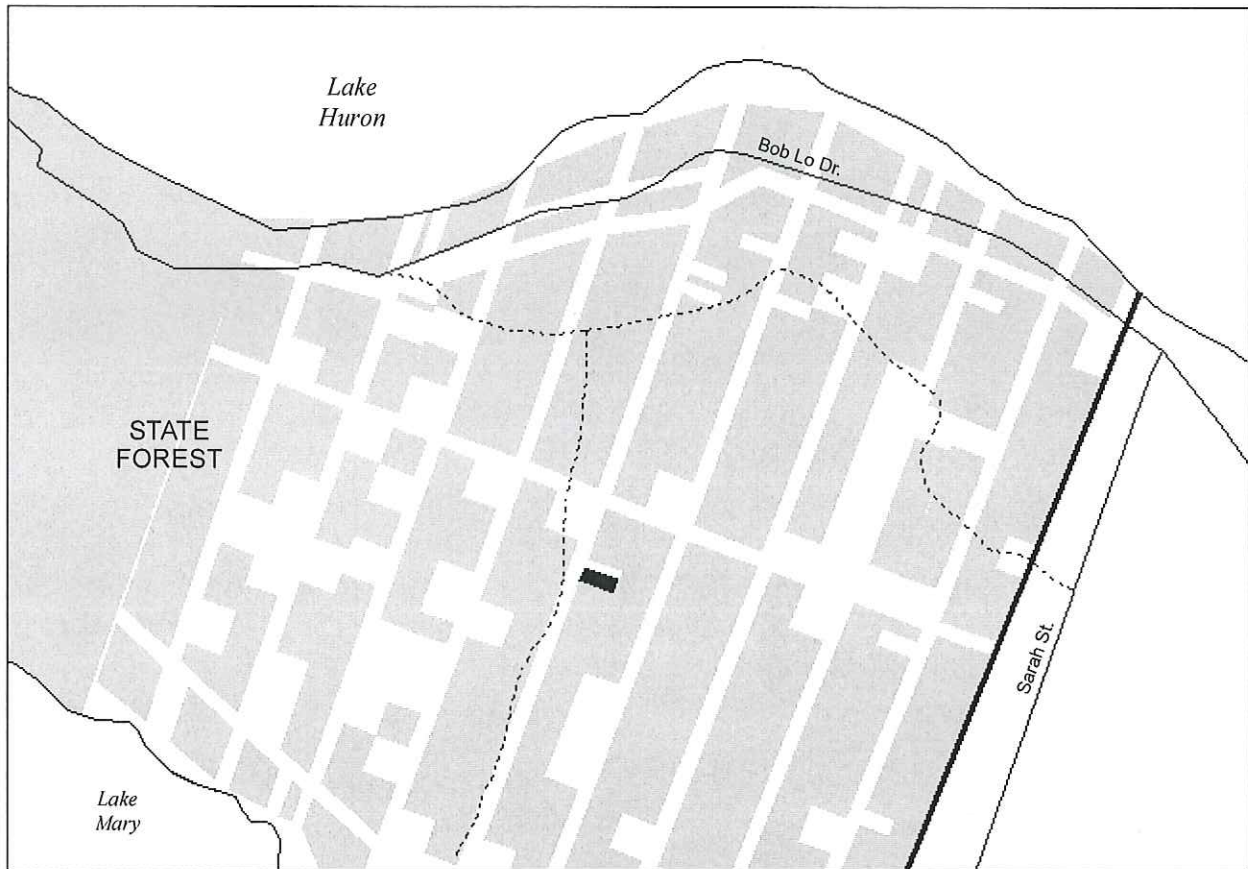 Lake
Huron
Bob Lo Dr.
STATE
FOREST
Sarah St.
Lake
Mary